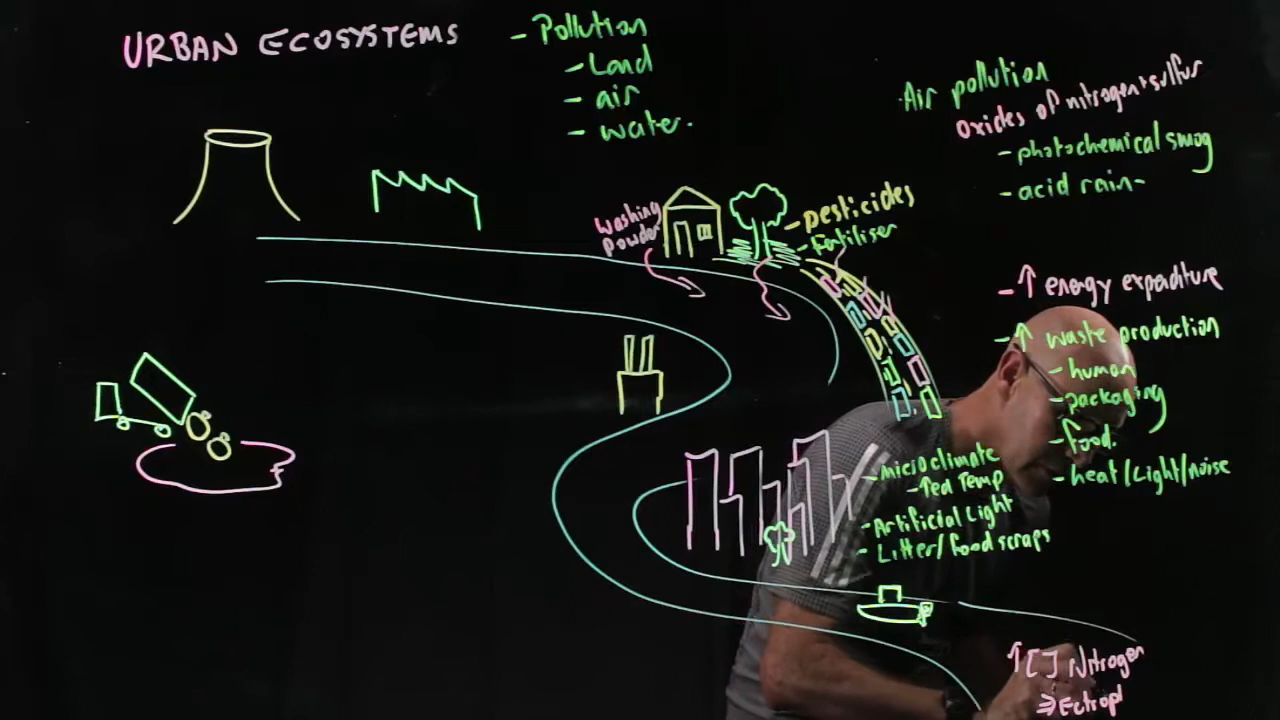 URBAN ECOSYSTEMS
- Pollution
- Land
- air
- water.
Air pollution
oxides of nitrogen + sulfur
- photochemical smog
- acid rain-
washing
powder
- pesticides
- Fertiliser
- ↑ energy expenditure
- ↑ waste production
- human
- packaging
- food.
- heat/Light/noise
- microclimate
- ↑ed Temp
- Artificial Light
- Litter/food scraps
↑ [ ] Nitrogen
⇒ Ectropl